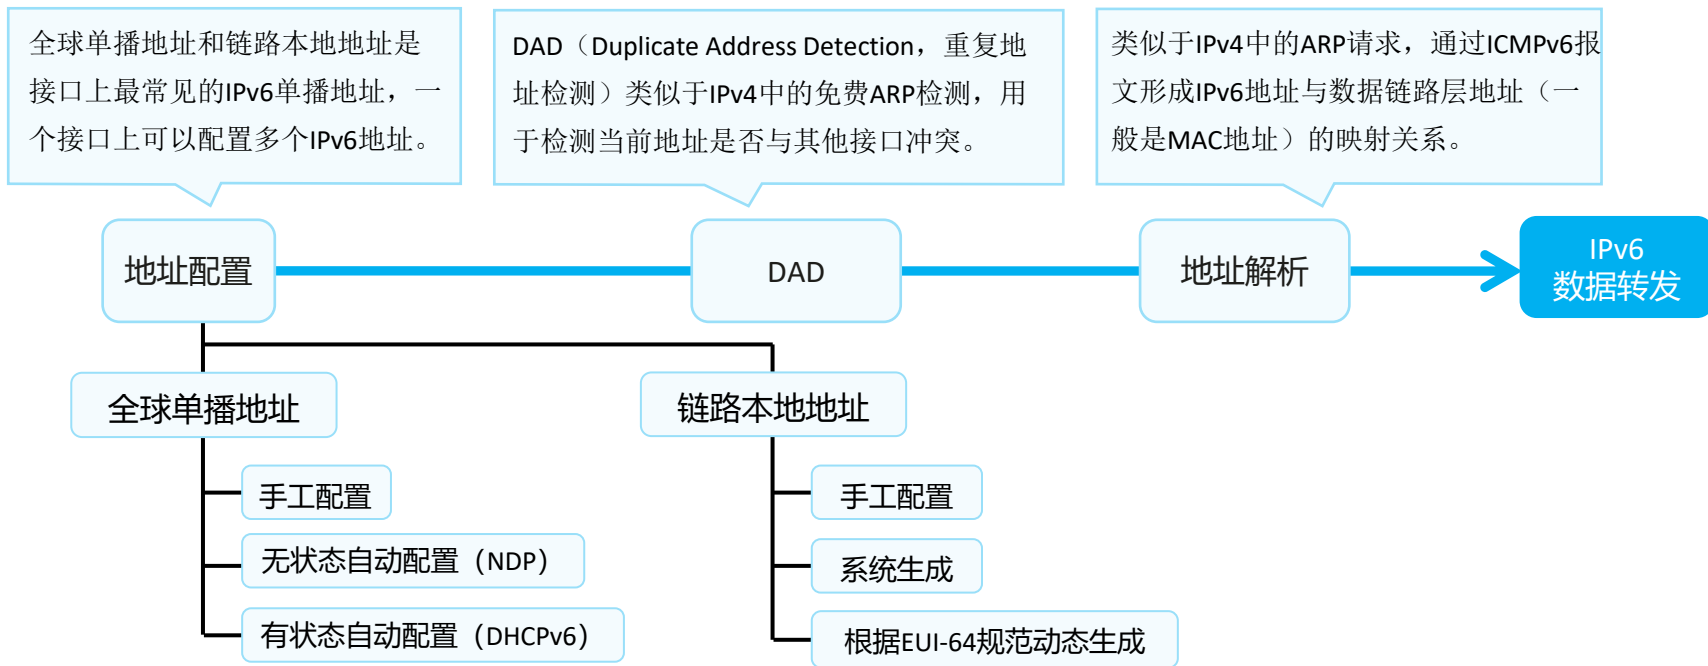 全球单播地址和链路本地地址是
接口上最常见的IPv6单播地址，一
个接口上可以配置多个IPv6地址。
DAD（Duplicate Address Detection，重复地
址检测）类似于IPv4中的免费ARP检测，用
于检测当前地址是否与其他接口冲突。
类似于IPv4中的ARP请求，通过ICMPv6报
文形成IPv6地址与数据链路层地址（一
般是MAC地址）的映射关系。
地址配置
DAD
地址解析
IPv6
数据转发
全球单播地址
手工配置
无状态自动配置（NDP）
有状态自动配置（DHCPv6）
链路本地地址
手工配置
系统生成
根据EUI-64规范动态生成